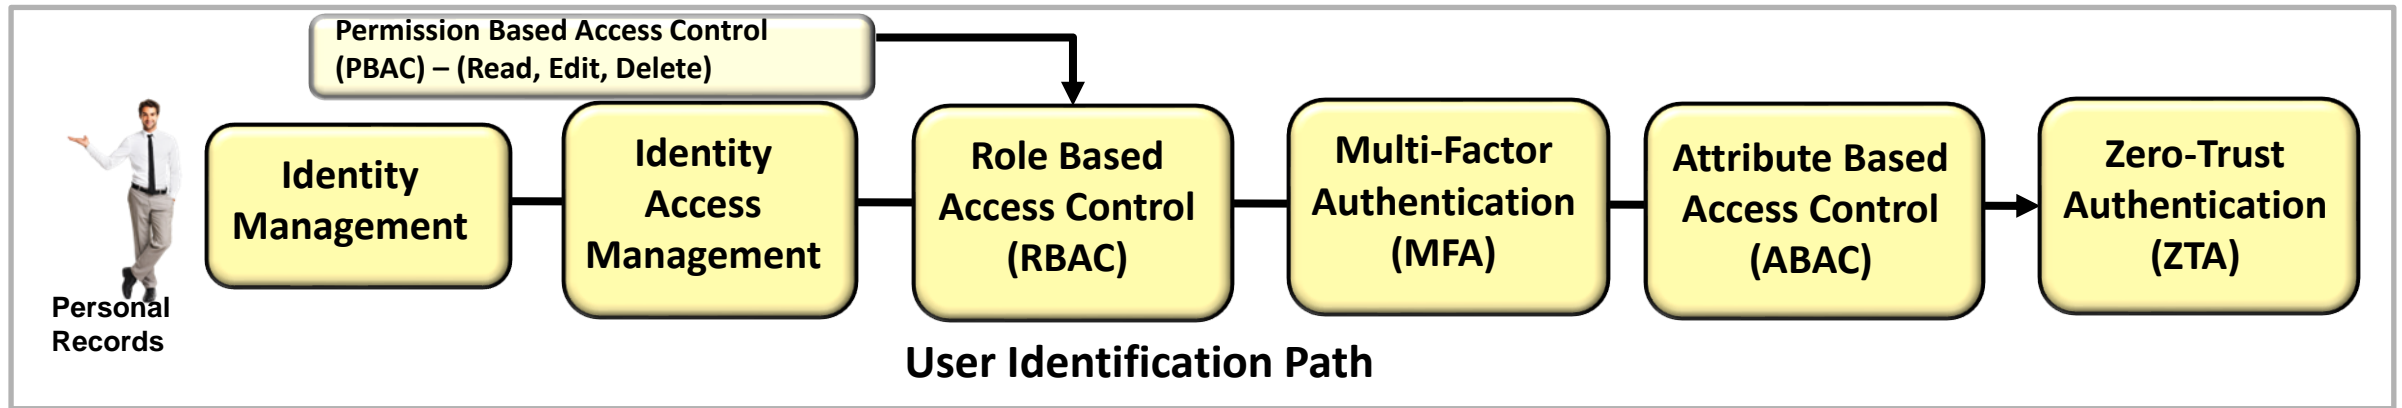 Permission Based Access Control
(PBAC) – (Read, Edit, Delete)
Personal
Records
Identity
Management
Identity
Access
Management
Role Based
Access Control
(RBAC)
Multi-Factor
Authentication
(MFA)
Attribute Based
Access Control
(ABAC)
Zero-Trust
Authentication
(ZTA)
User Identification Path